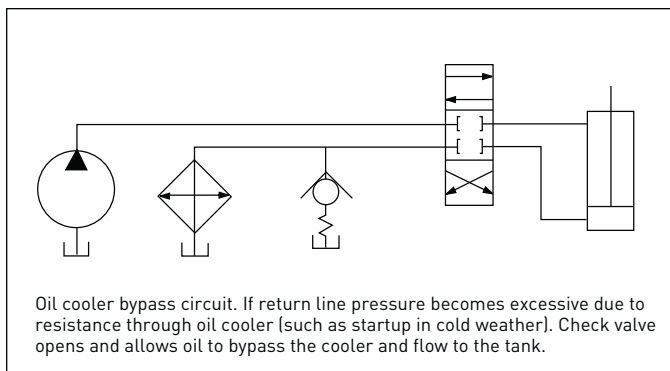 Oil cooler bypass circuit. If return line pressure becomes excessive due to
resistance through oil cooler (such as startup in cold weather). Check valve
opens and allows oil to bypass the cooler and flow to the tank.